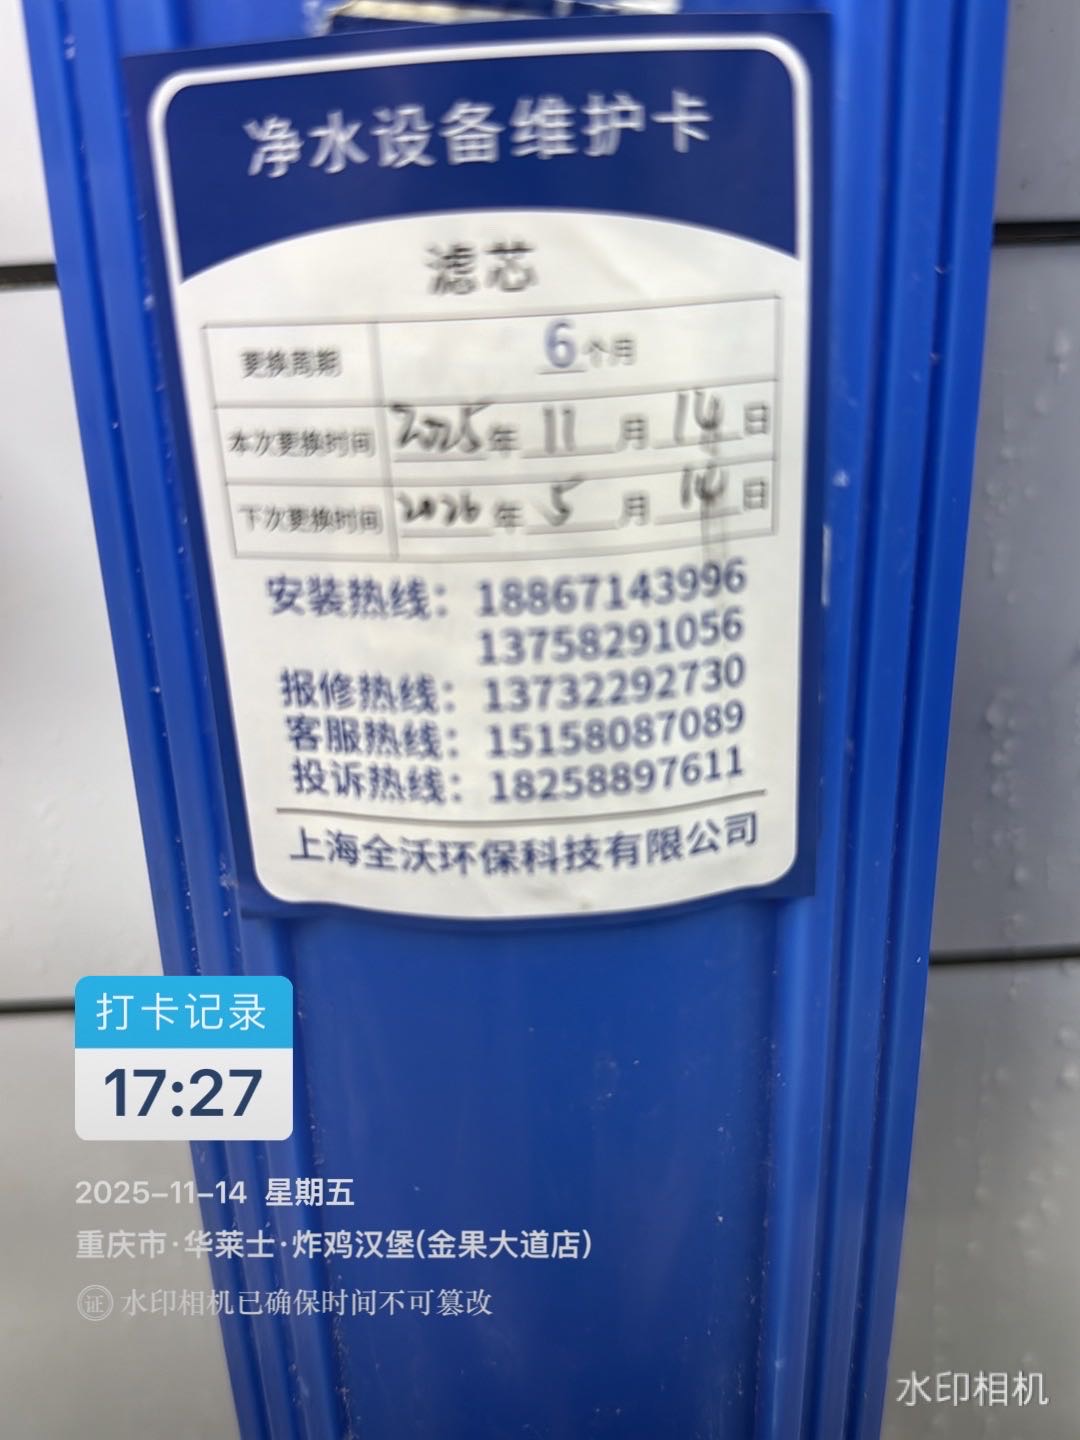 净水设备维护卡
滤芯
更换周期 6个月
本次更换时间 2025年 11 月 14 日
下次更换时间 2026年 5 月 14 日
安装热线：18867143996
13758291056
报修热线：13732292730
客服热线：15158087089
投诉热线：18258897611
上海全沃环保科技有限公司
打卡记录
17:27
2025-11-14 星期五
重庆市·华莱士·炸鸡汉堡(金果大道店)
证 水印相机已确保时间不可篡改
水印相机